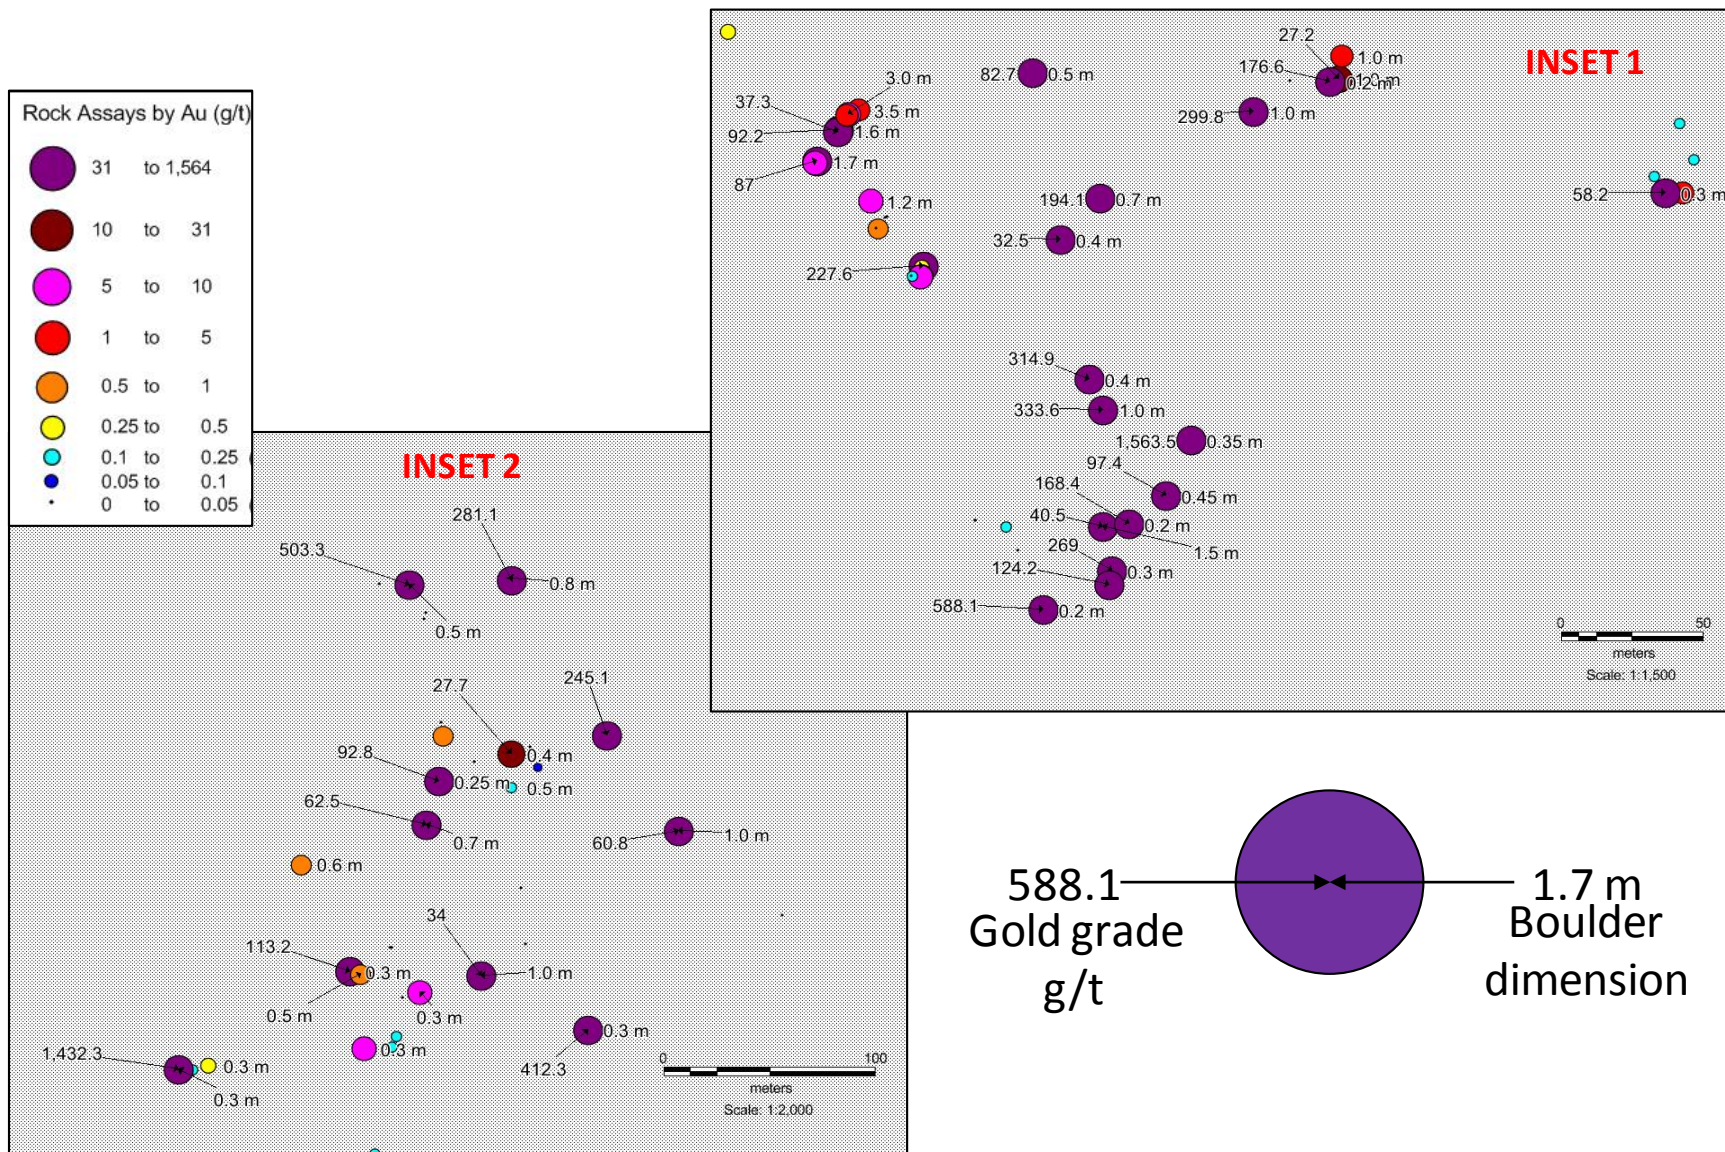 Rock Assays by Au (g/t)
31 to 1,564
10 to 31
5 to 10
1 to 5
0.5 to 1
0.25 to 0.5
0.1 to 0.25
0.05 to 0.1
0 to 0.05
INSET 1
27.2
1.0 m
176.6
1.0 m
0.2 m
82.7
0.5 m
3.0 m
37.3
3.5 m
92.2
1.6 m
299.8
1.0 m
87
1.7 m
1.2 m
194.1
0.7 m
58.2
0.3 m
32.5
0.4 m
227.6
314.9
0.4 m
333.6
1.0 m
1,563.5
0.35 m
97.4
0.45 m
168.4
0.2 m
40.5
1.5 m
269
0.3 m
124.2
588.1
0.2 m
0 50
meters
Scale: 1:1,500
INSET 2
281.1
503.3
0.8 m
0.5 m
27.7
245.1
92.8
0.4 m
0.25 m
0.5 m
62.5
0.7 m
60.8
1.0 m
0.6 m
34
113.2
0.3 m
1.0 m
0.5 m
0.3 m
0.3 m
412.3
0.3 m
1,432.3
0.3 m
0.3 m
0 100
meters
Scale: 1:2,000
588.1
Gold grade
g/t
1.7 m
Boulder
dimension